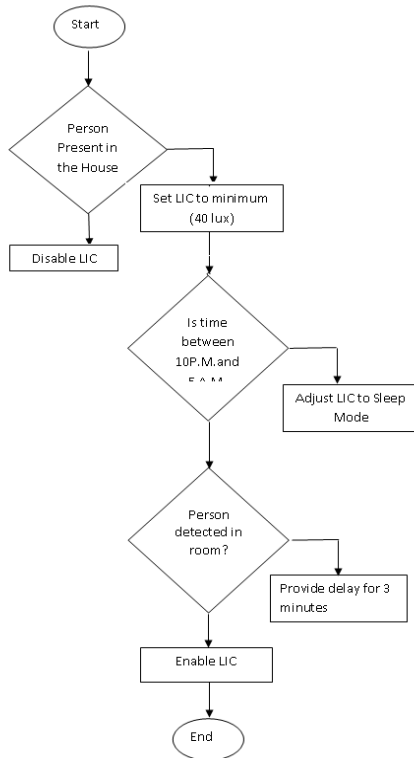 Start
Person
Present in
the House
Set LIC to minimum
(40 lux)
Disable LIC
Is time
between
10P.M.and
Adjust LIC to Sleep
Mode
Person
detected in
room?
Provide delay for 3
minutes
Enable LIC
End